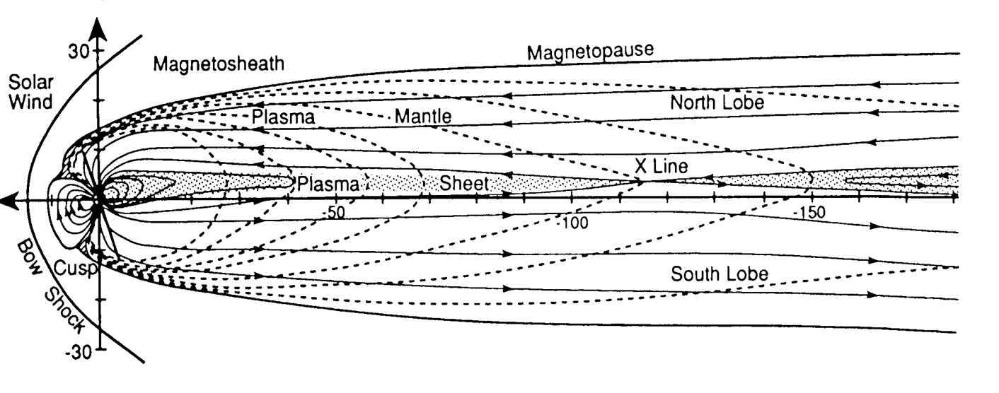 30
Solar
Wind
Magnetosheath
Magnetopause
North Lobe
Plasma
Mantle
X Line
Plasma
Sheet
-50
-100
-150
Bow
Shock
Cusp
South Lobe
-30